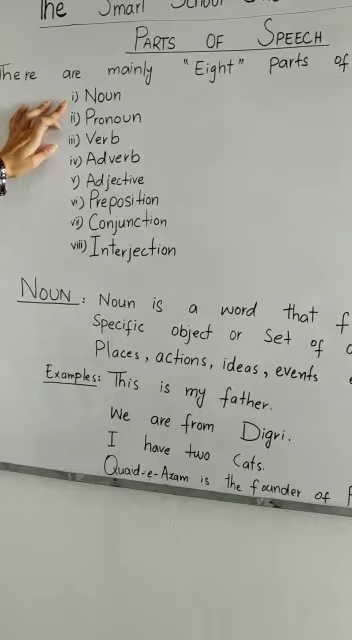 The Smart School
PARTS OF SPEECH
There are mainly "Eight" parts of
i) Noun
ii) Pronoun
iii) Verb
iv) Adverb
v) Adjective
vi) Preposition
vii) Conjunction
viii) Interjection
NOUN : Noun is a word that f
Specific object or Set of o
Places, actions, ideas, events
Examples: This is my father.
We are from Digri.
I have two Cats.
Quaid-e-Azam is the founder of P